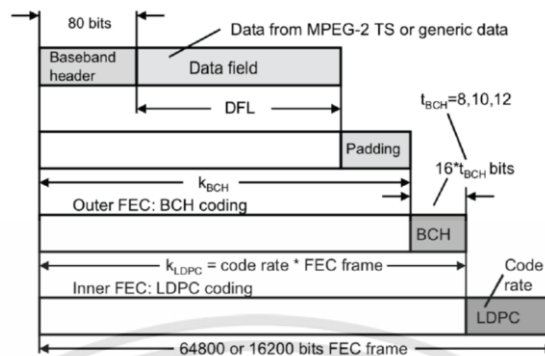 80 bits
Data from MPEG-2 TS or generic data
Baseband
header
Data field
DFL
t_BCH=8,10,12
Padding
16*t_BCH bits
k_BCH
Outer FEC: BCH coding
BCH
k_LDPC = code rate * FEC frame
Code
rate
Inner FEC: LDPC coding
LDPC
64800 or 16200 bits FEC frame